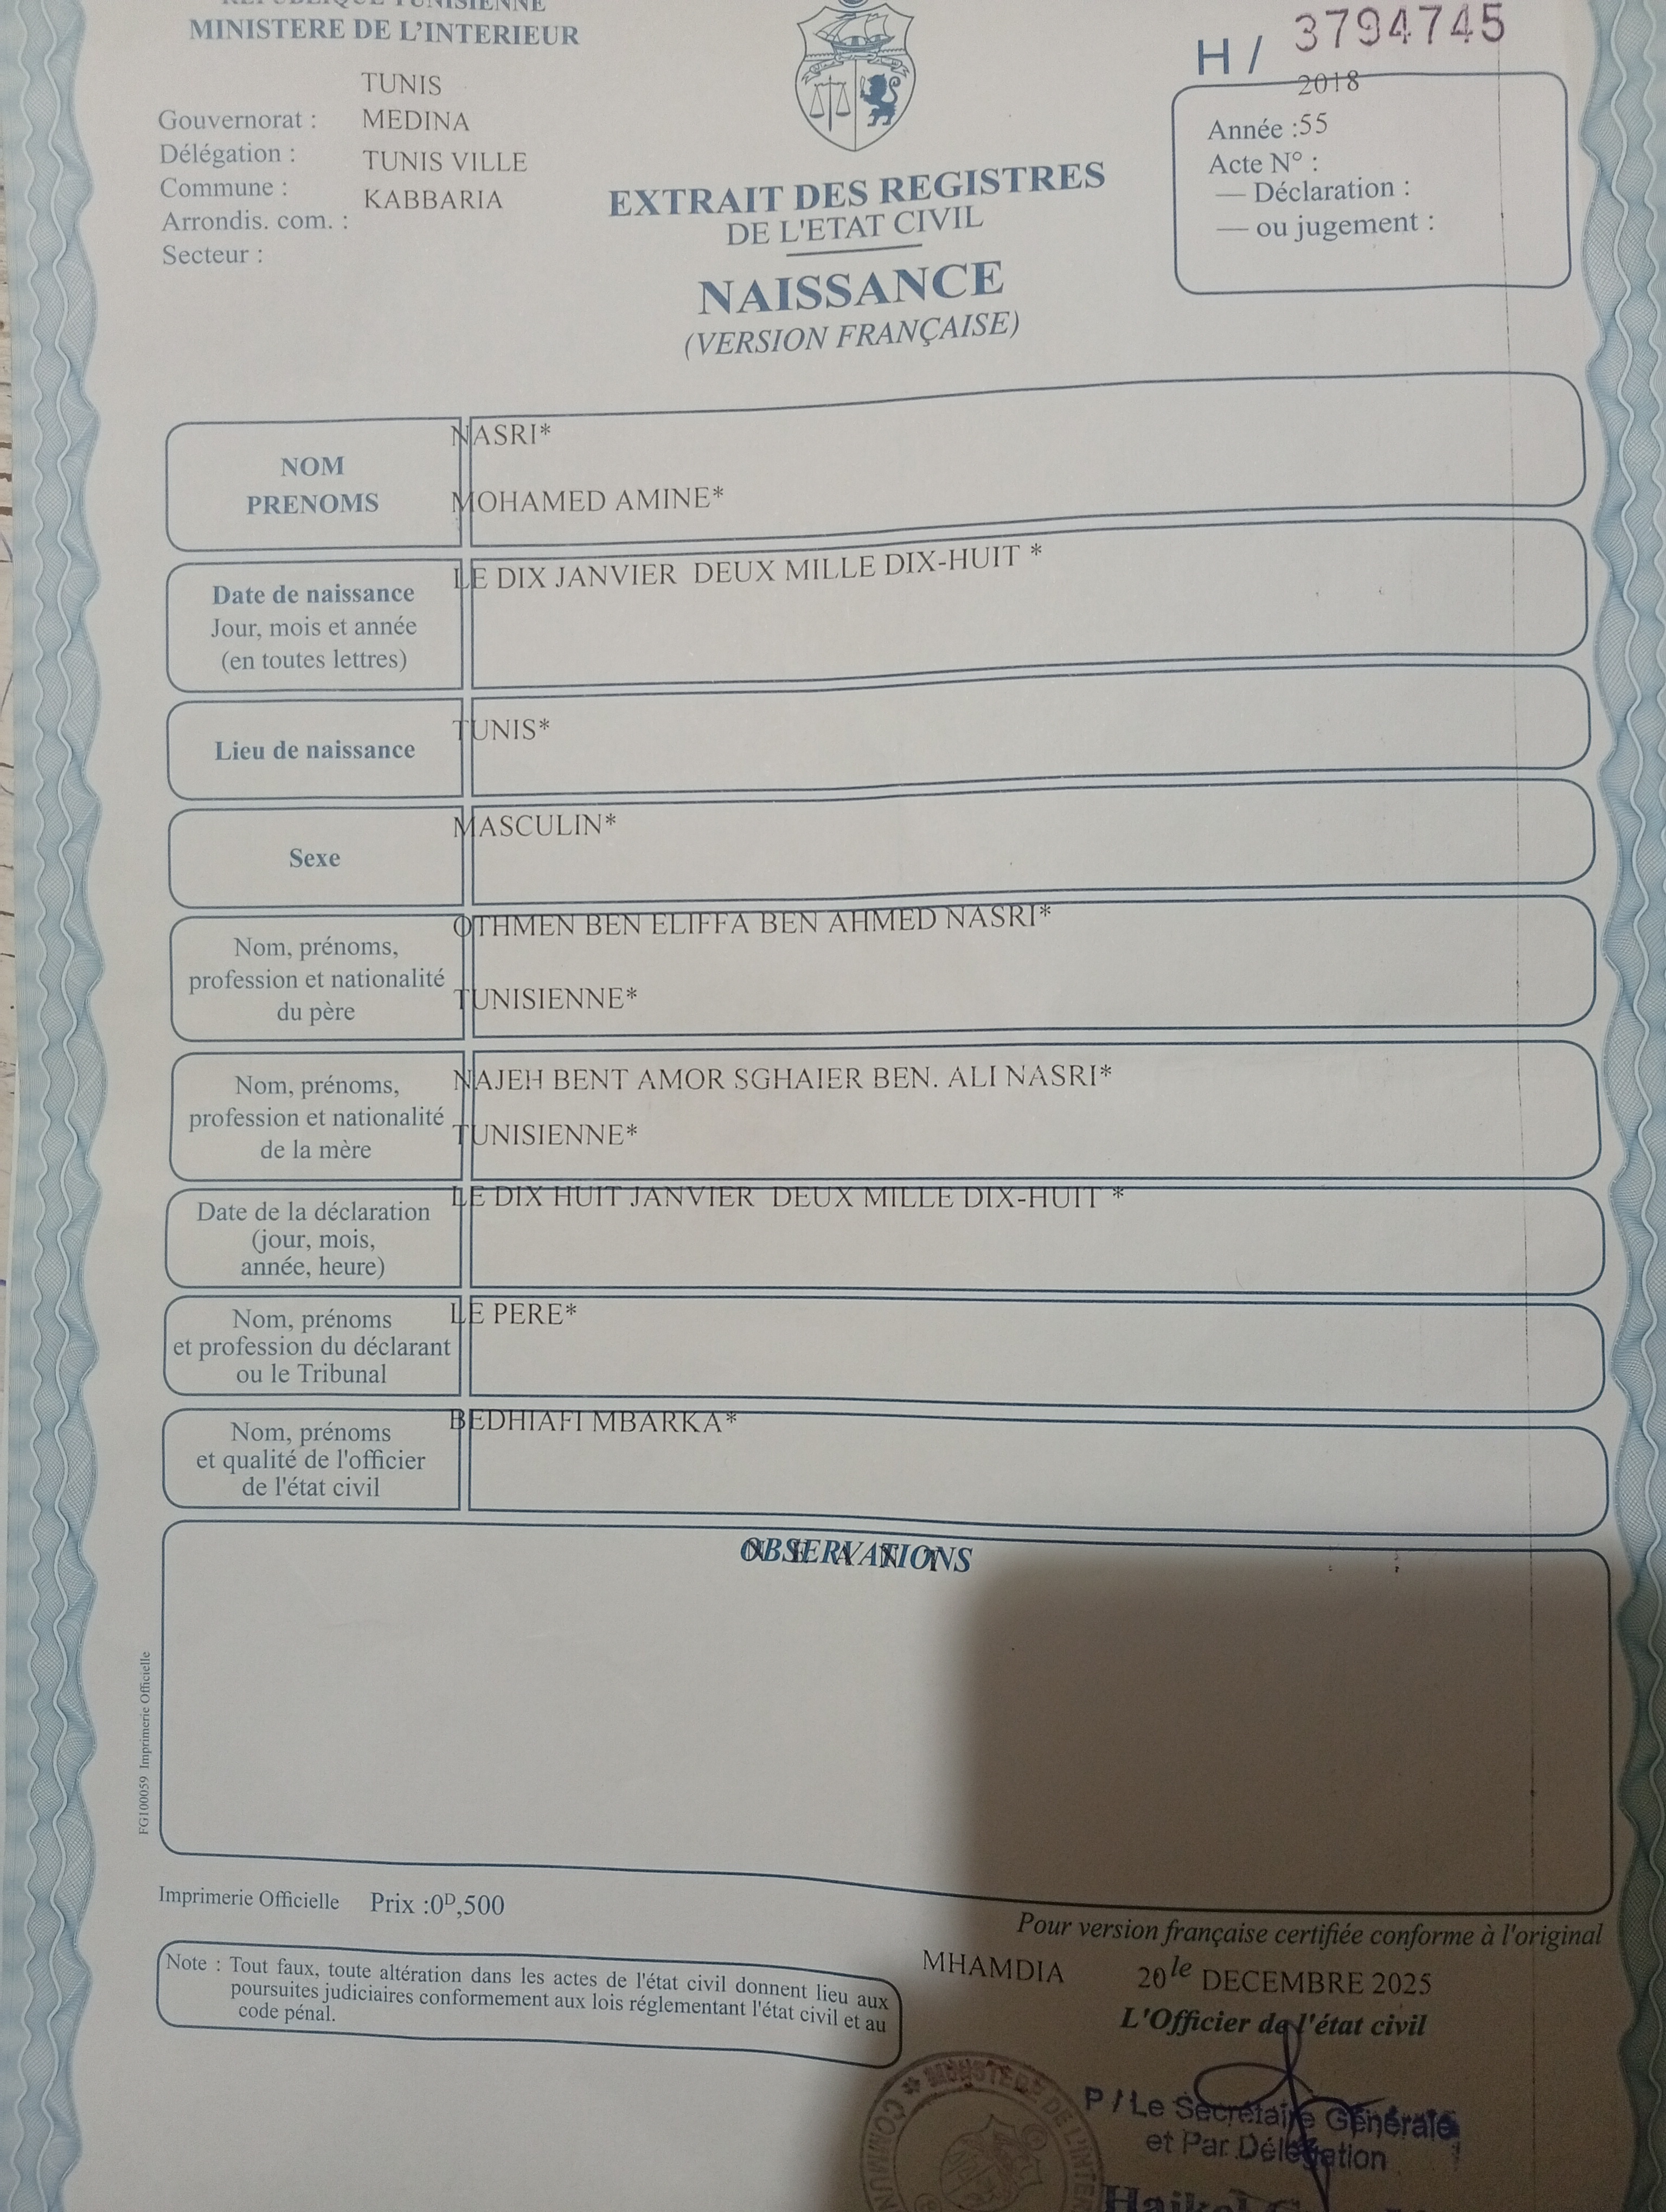 REPUBLIQUE TUNISIENNE
MINISTERE DE L'INTERIEUR
TUNIS
Gouvernorat : MEDINA
Délégation : TUNIS VILLE
Commune : KABBARIA
Arrondis. com. :
Secteur :
H / 3794745
2018
Année :55
Acte N° :
— Déclaration :
— ou jugement :
EXTRAIT DES REGISTRES
DE L'ETAT CIVIL
NAISSANCE
(VERSION FRANÇAISE)
NOM
PRENOMS
NASRI*
MOHAMED AMINE*
Date de naissance
Jour, mois et année
(en toutes lettres)
LE DIX JANVIER DEUX MILLE DIX-HUIT *
Lieu de naissance
TUNIS*
Sexe
MASCULIN*
Nom, prénoms,
profession et nationalité
du père
OTHMEN BEN ELIFFA BEN AHMED NASRI*
TUNISIENNE*
Nom, prénoms,
profession et nationalité
de la mère
NAJEH BENT AMOR SGHAIER BEN. ALI NASRI*
TUNISIENNE*
Date de la déclaration
(jour, mois,
année, heure)
LE DIX HUIT JANVIER DEUX MILLE DIX-HUIT *
Nom, prénoms
et profession du déclarant
ou le Tribunal
LE PERE*
Nom, prénoms
et qualité de l'officier
de l'état civil
BEDHIAFI MBARKA*
OBSERVATIONS
N E A N T
FG100059 Imprimerie Officielle
Imprimerie Officielle Prix :0ᴰ,500
Note : Tout faux, toute altération dans les actes de l'état civil donnent lieu aux
poursuites judiciaires conformement aux lois réglementant l'état civil et au
code pénal.
Pour version française certifiée conforme à l'original
MHAMDIA 20 le DECEMBRE 2025
L'Officier de l'état civil
P / Le Secrétaire Générale
et Par Délégation
Haikel